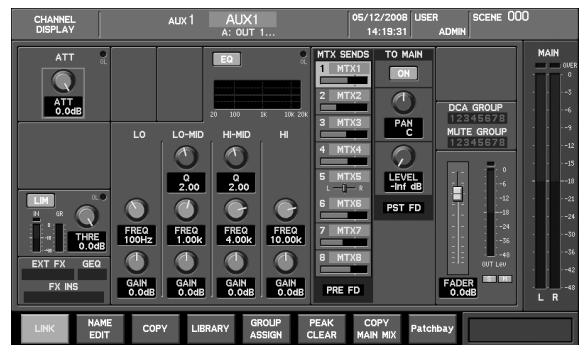 CHANNEL DISPLAY
AUX 1
AUX1
A: OUT 1...
05/12/2008
14:19:31
USER
ADMIN
SCENE 000
ATT
OL
ATT
0.0dB
EQ
OL
20 100 1K 10K 20K
LO LO-MID HI-MID HI
Q
2.00
Q
2.00
FREQ
100Hz
FREQ
1.00k
FREQ
4.00k
FREQ
10.00k
GAIN
0.0dB
GAIN
0.0dB
GAIN
0.0dB
GAIN
0.0dB
LIM
OL
IN GR
THRE
0.0dB
EXT FX GEQ
FX INS
MTX SENDS
1 MTX1
2 MTX2
3 MTX3
4 MTX4
5 MTX5
L R
6 MTX6
7 MTX7
8 MTX8
PRE FD
TO MAIN
ON
PAN
C
LEVEL
-Inf dB
PST FD
DCA GROUP
12345678
MUTE GROUP
12345678
0
-6
-12
-18
-24
-36
-48
OUT Lev
S M
FADER
0.0dB
MAIN
OVER
0
-3
-6
-9
-12
-15
-18
-21
-24
-30
-36
-42
-48
L R
LINK
NAME EDIT
COPY
LIBRARY
GROUP ASSIGN
PEAK CLEAR
COPY MAIN MIX
Patchbay